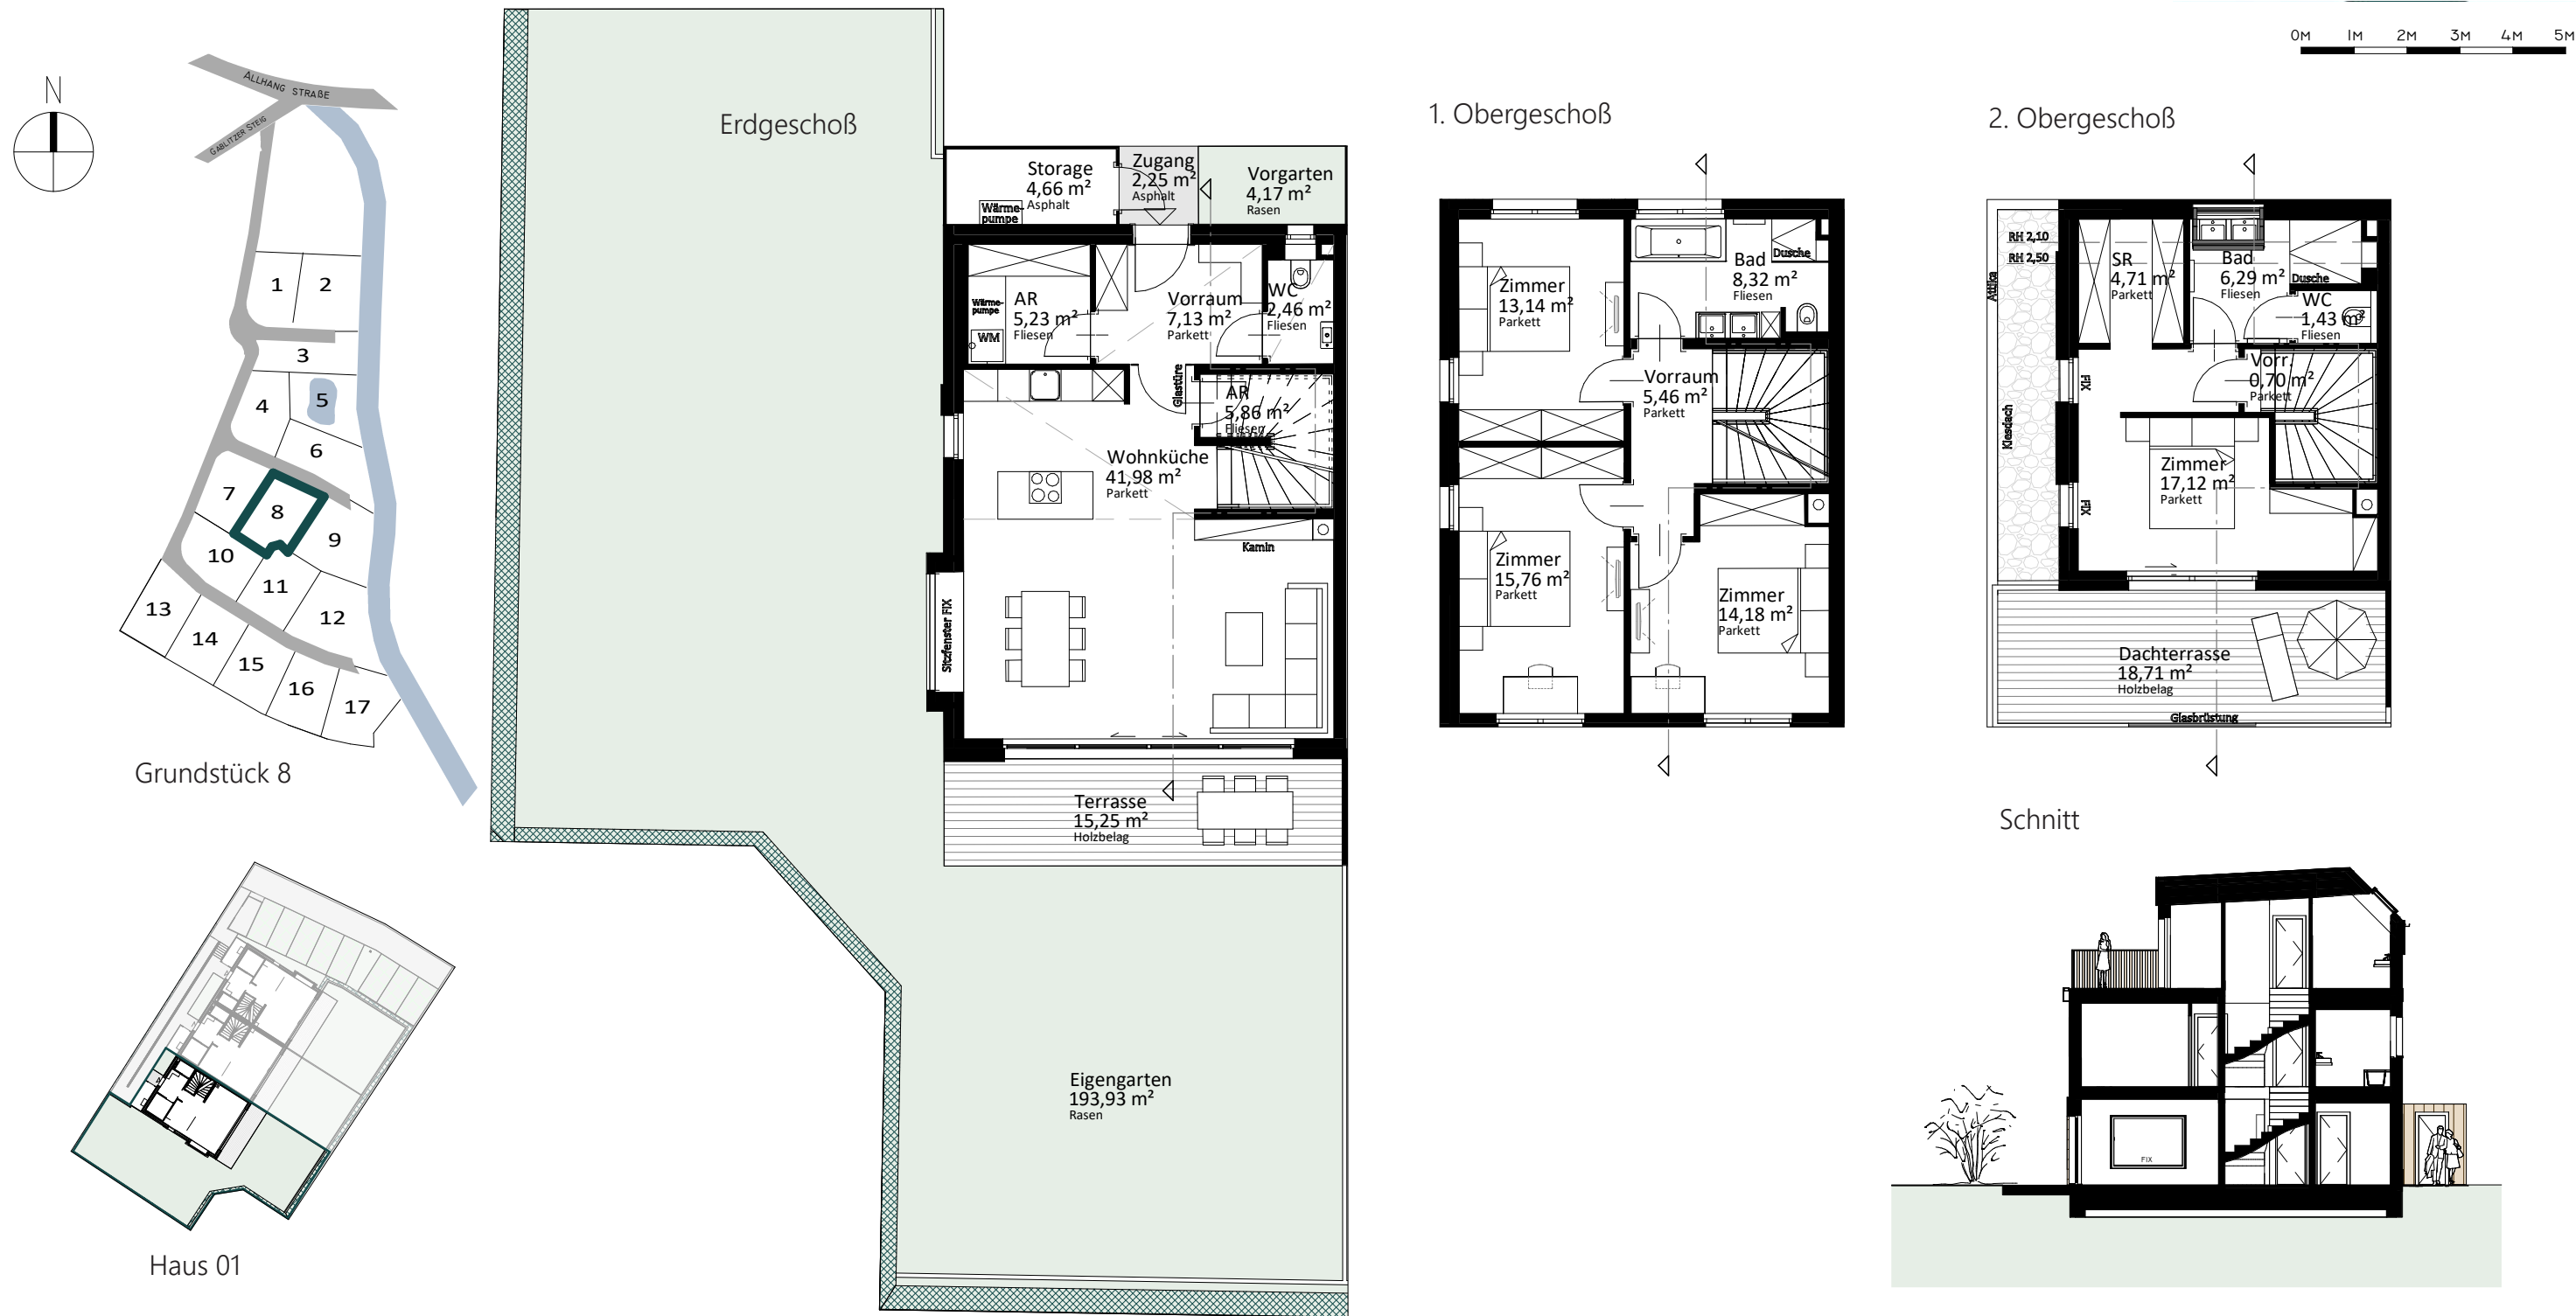 0M 1M 2M 3M 4M 5M
N
ALLHANG STRAßE
GABLITZER STEIG
1
2
3
4
5
6
7
8
9
10
11
12
13
14
15
16
17
Grundstück 8
Haus 01
Erdgeschoß
Storage
4,66 m²
Asphalt
Wärme-
pumpe
Zugang
2,25 m²
Asphalt
Vorgarten
4,17 m²
Rasen
Wärme-
pumpe
WM
AR
5,23 m²
Fliesen
Vorraum
7,13 m²
Parkett
WC
2,46 m²
Fliesen
Glastüre
AR
5,86 m²
Fliesen
Wohnküche
41,98 m²
Parkett
Kamin
Sitzfenster FIX
Terrasse
15,25 m²
Holzbelag
Eigengarten
193,93 m²
Rasen
1. Obergeschoß
Zimmer
13,14 m²
Parkett
Bad
8,32 m²
Fliesen
Dusche
Vorraum
5,46 m²
Parkett
Zimmer
15,76 m²
Parkett
Zimmer
14,18 m²
Parkett
2. Obergeschoß
RH 2,10
RH 2,50
Attika
Kiesdach
SR
4,71 m²
Parkett
Bad
6,29 m²
Fliesen
Dusche
WC
1,43 m²
Fliesen
Vorr.
0,70 m²
Parkett
FIX
FIX
Zimmer
17,12 m²
Parkett
Dachterrasse
18,71 m²
Holzbelag
Glasbrüstung
Schnitt
FIX